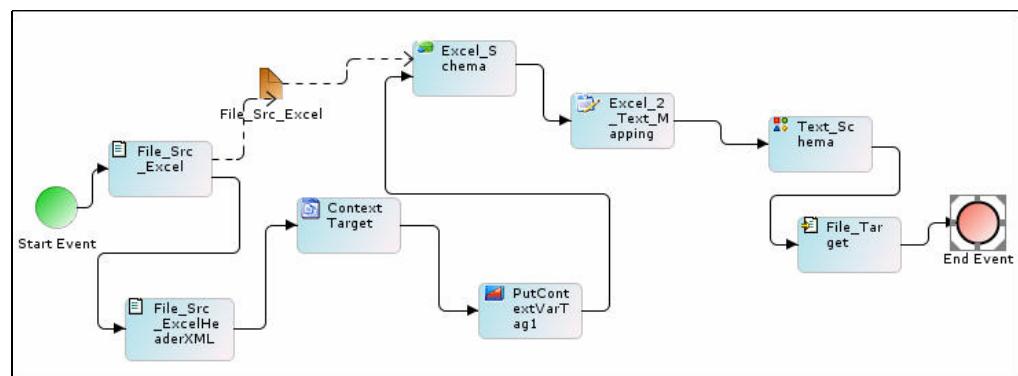 Excel_S
chema
File_Src_Excel
Excel_2
_Text_M
apping
Text_Sc
hema
File_Src
_Excel
Start Event
Context
Target
File_Tar
get
End Event
File_Src
_ExcelHe
aderXML
PutCont
extVarT
ag1